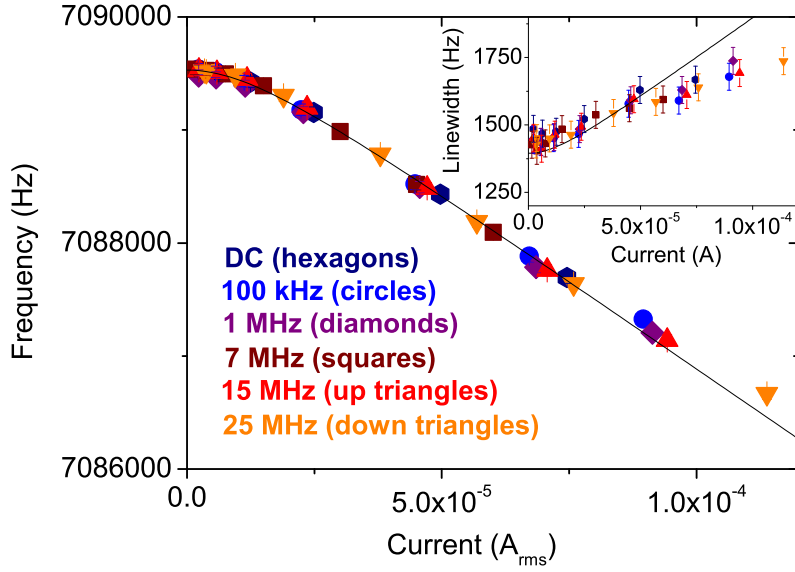 7090000
7088000
7086000
Frequency (Hz)
0.0
5.0x10⁻⁵
1.0x10⁻⁴
Current (Aᵣₘₛ)
DC (hexagons)
100 kHz (circles)
1 MHz (diamonds)
7 MHz (squares)
15 MHz (up triangles)
25 MHz (down triangles)
1750
1500
1250
Linewidth (Hz)
0.0
5.0x10⁻⁵
1.0x10⁻⁴
Current (A)